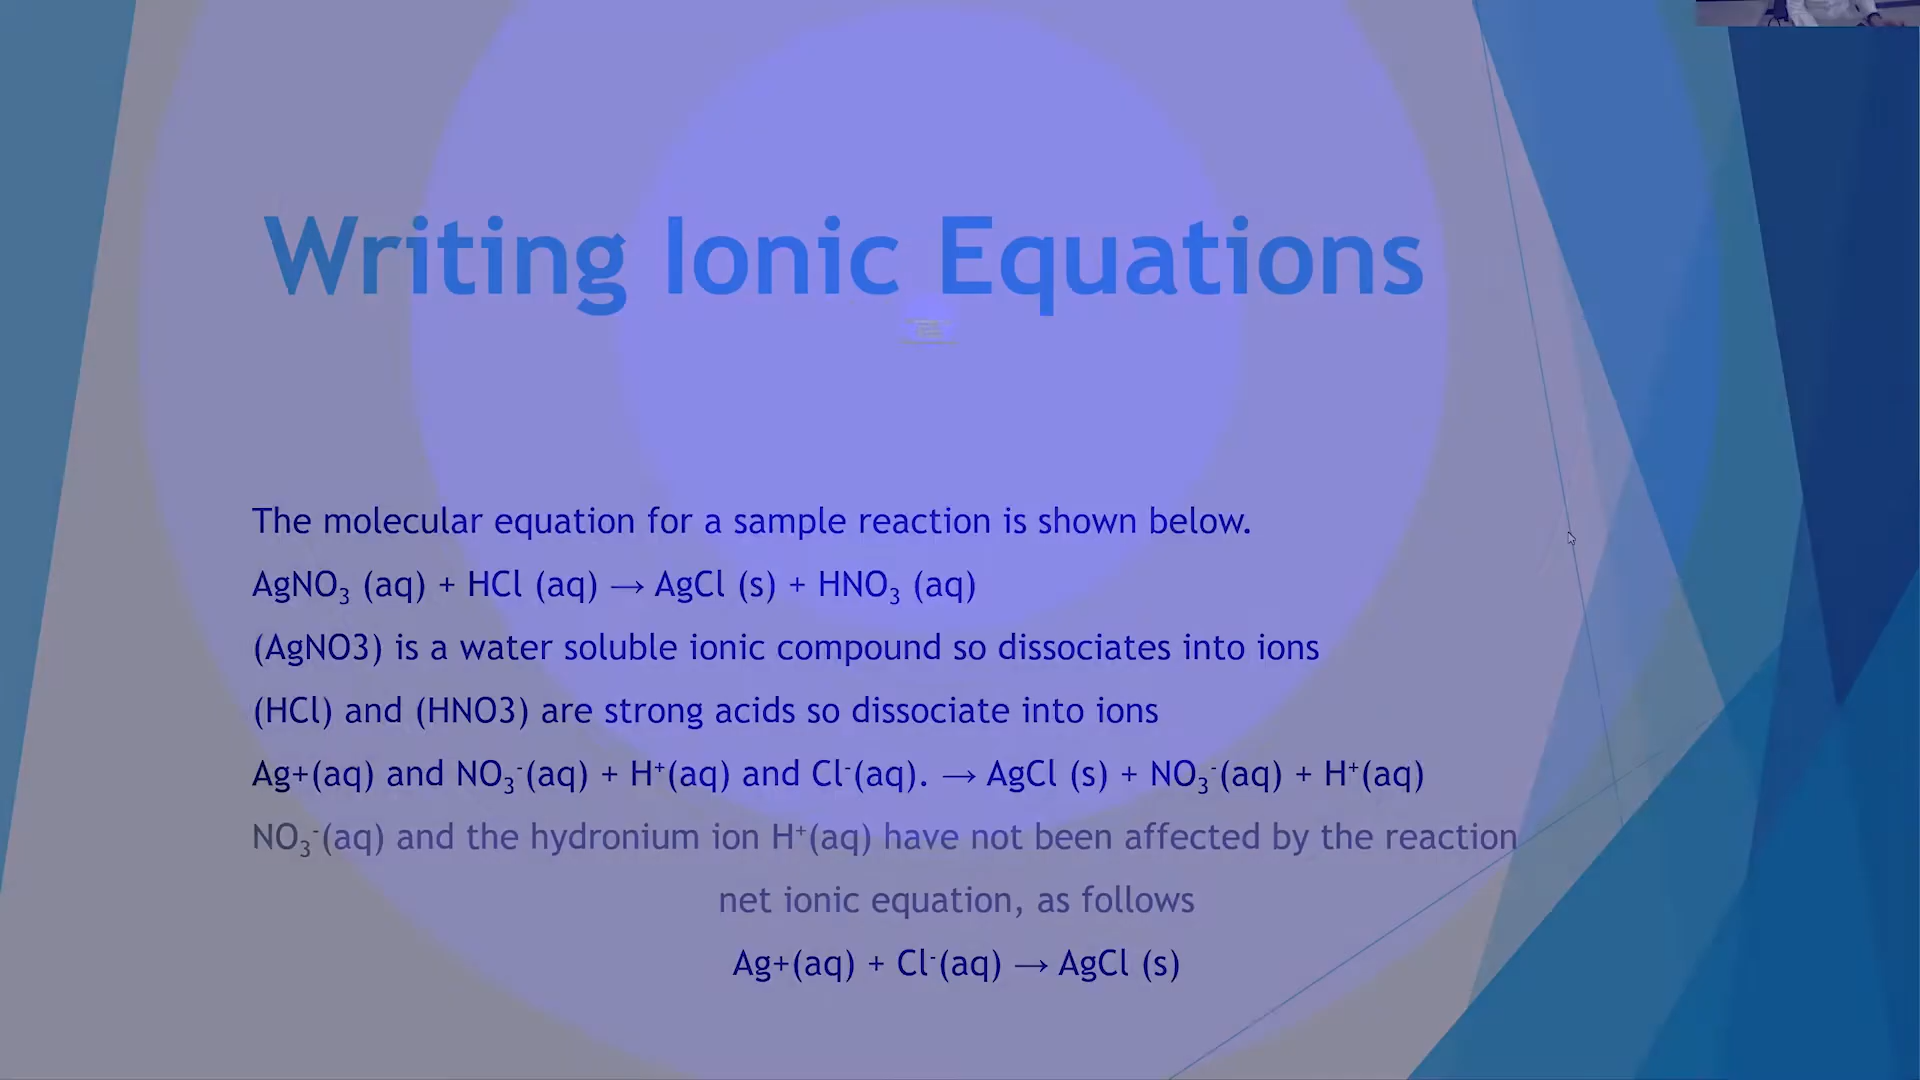 Writing Ionic Equations
The molecular equation for a sample reaction is shown below.
AgNO₃ (aq) + HCl (aq) → AgCl (s) + HNO₃ (aq)
(AgNO3) is a water soluble ionic compound so dissociates into ions
(HCl) and (HNO3) are strong acids so dissociate into ions
Ag+(aq) and NO₃⁻(aq) + H⁺(aq) and Cl⁻(aq). → AgCl (s) + NO₃⁻(aq) + H⁺(aq)
NO₃⁻(aq) and the hydronium ion H⁺(aq) have not been affected by the reaction
net ionic equation, as follows
Ag+(aq) + Cl⁻(aq) → AgCl (s)